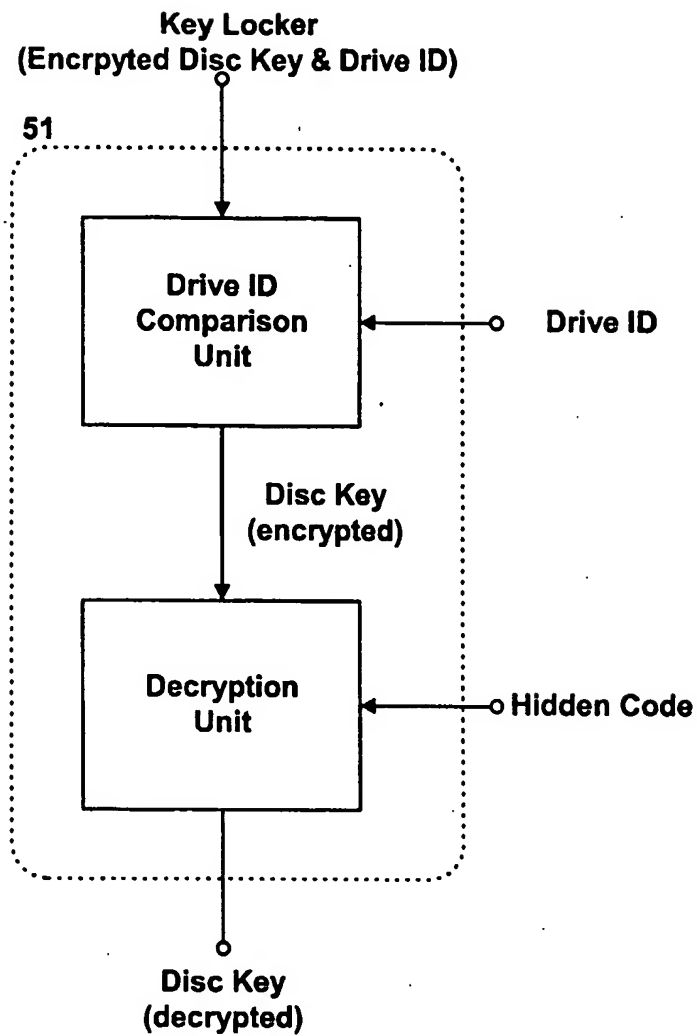 Key Locker
(Encrpyted Disc Key & Drive ID)
51
Drive ID
Comparison
Unit
Drive ID
Disc Key
(encrypted)
Decryption
Unit
Hidden Code
Disc Key
(decrypted)